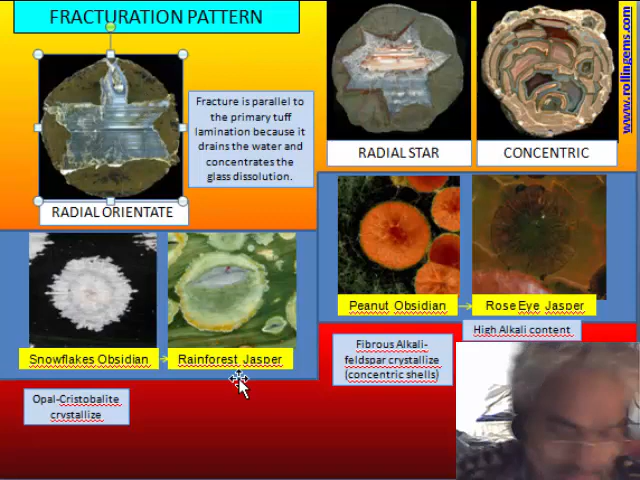 FRACTURATION PATTERN
Fracture is parallel to
the primary tuff
lamination because it
drains the water and
concentrates the
glass dissolution.
RADIAL ORIENTATE
RADIAL STAR
CONCENTRIC
www.rollingems.com
Snowflakes Obsidian
Rainforest Jasper
Opal-Cristobalite
crystallize
Peanut Obsidian
RoseEye Jasper
Fibrous Alkali-
feldspar crystallize
(concentric shells)
High Alkali content